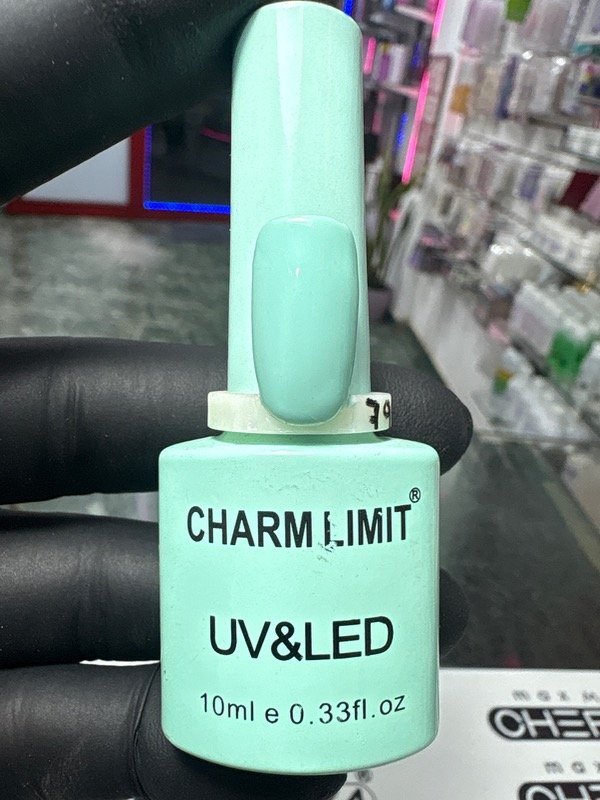 CHARM LIMIT®
UV&LED
10ml e 0.33fl.oz